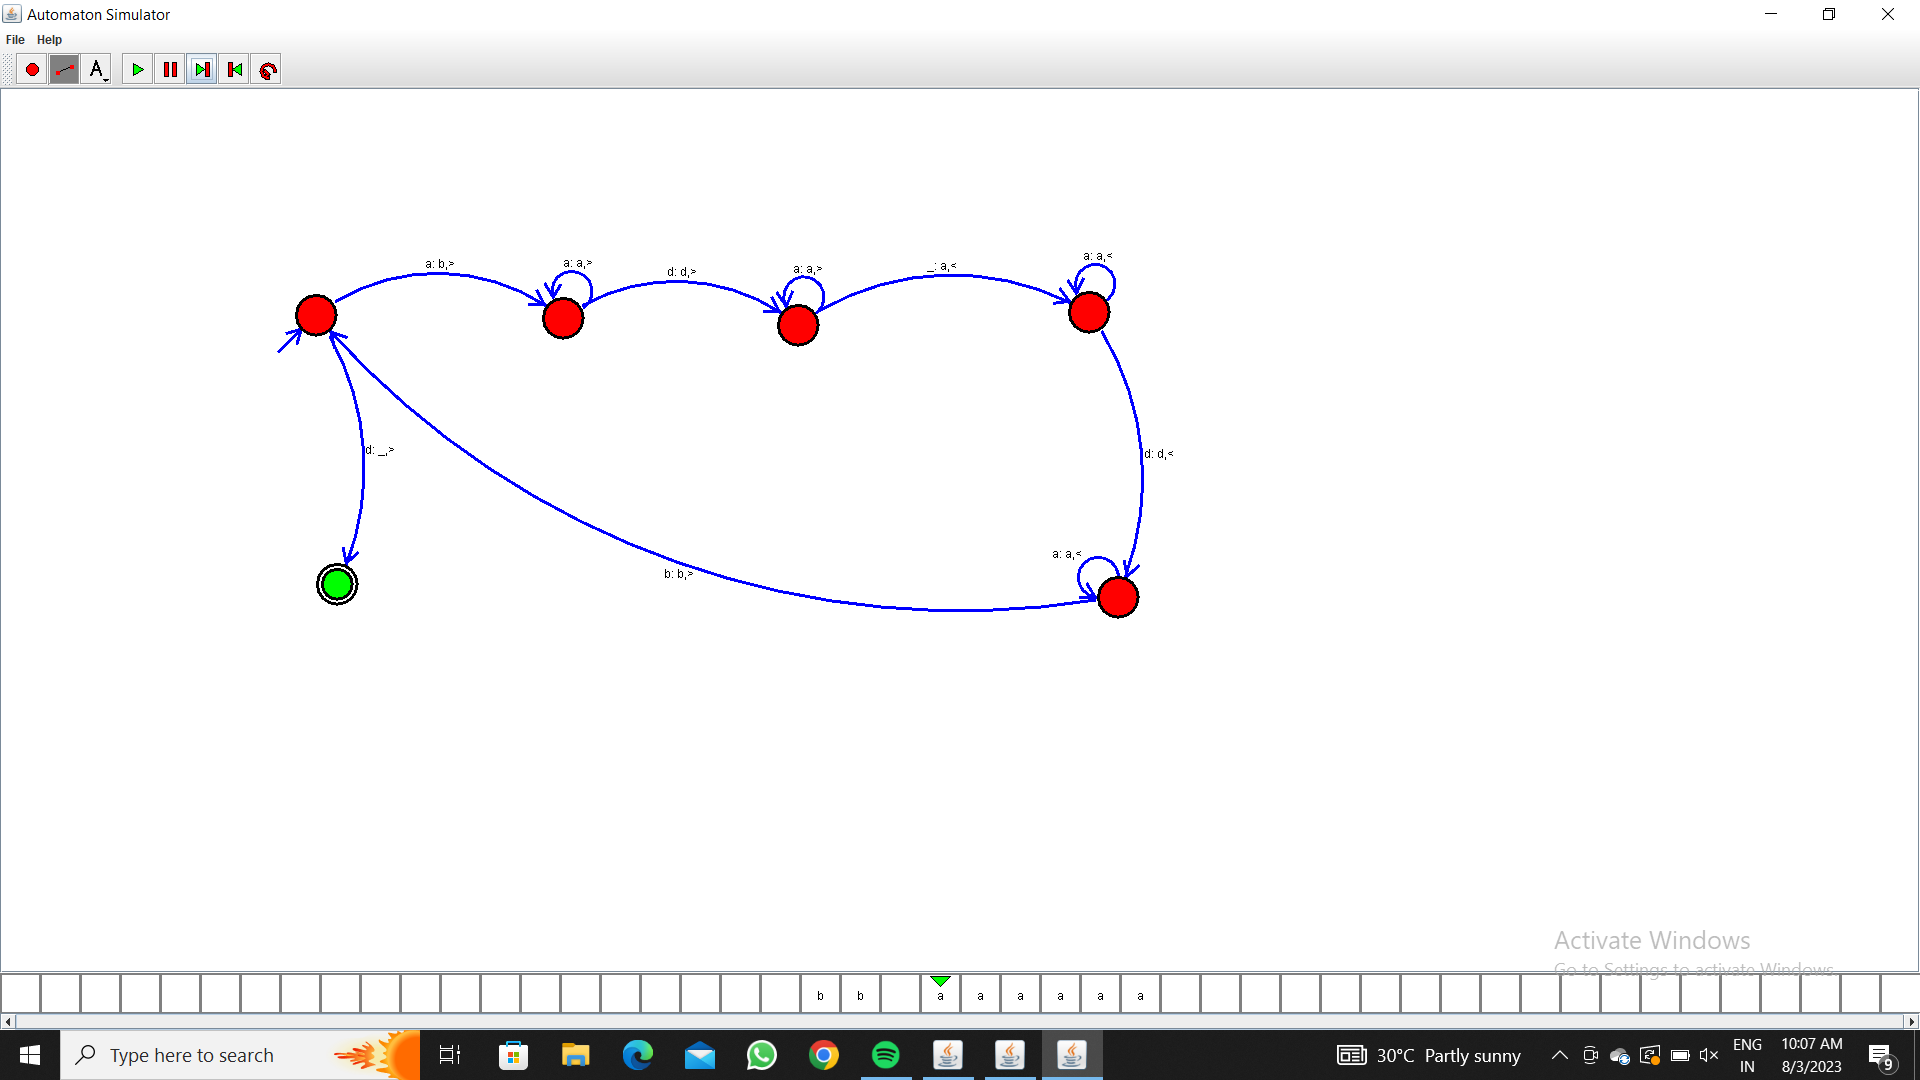 Automaton Simulator
File Help
A
a: b,>
a: a,>
d: d,>
a: a,>
_: a,<
a: a,<
d: _,>
d: d,<
a: a,<
b: b,>
Activate Windows
Go to Settings to activate Windows.
b b a a a a a a
Type here to search
30°C Partly sunny
ENG
IN
10:07 AM
8/3/2023
9